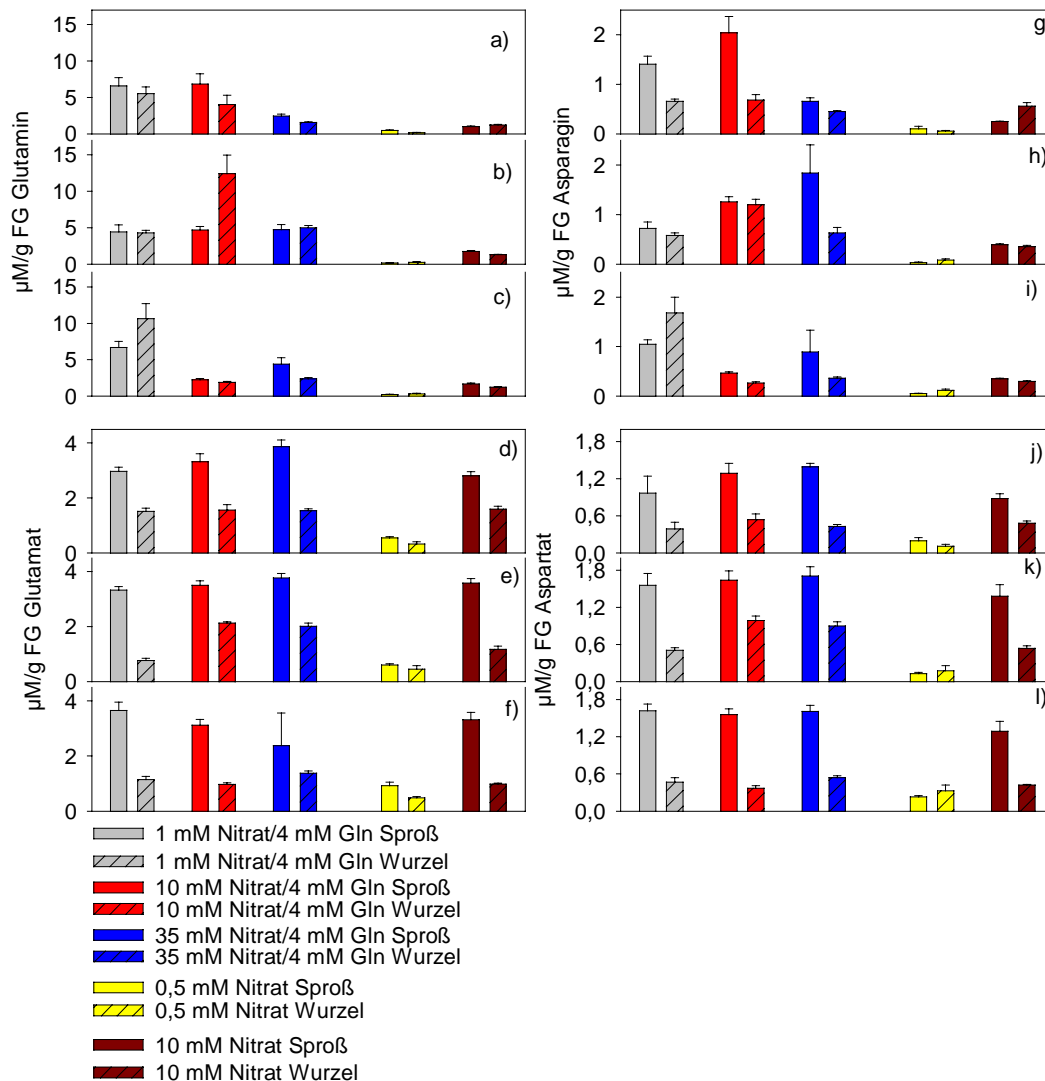 µM/g FG Glutamin
15
10
5
0
a)
15
10
5
0
b)
15
10
5
0
c)
µM/g FG Asparagin
2
1
0
g)
2
1
0
h)
2
1
0
i)
µM/g FG Glutamat
4
2
0
d)
4
2
0
e)
4
2
0
f)
µM/g FG Aspartat
1,8
1,2
0,6
0,0
j)
1,8
1,2
0,6
0,0
k)
1,8
1,2
0,6
0,0
l)
1 mM Nitrat/4 mM Gln Sproß
1 mM Nitrat/4 mM Gln Wurzel
10 mM Nitrat/4 mM Gln Sproß
10 mM Nitrat/4 mM Gln Wurzel
35 mM Nitrat/4 mM Gln Sproß
35 mM Nitrat/4 mM Gln Wurzel
0,5 mM Nitrat Sproß
0,5 mM Nitrat Wurzel
10 mM Nitrat Sproß
10 mM Nitrat Wurzel